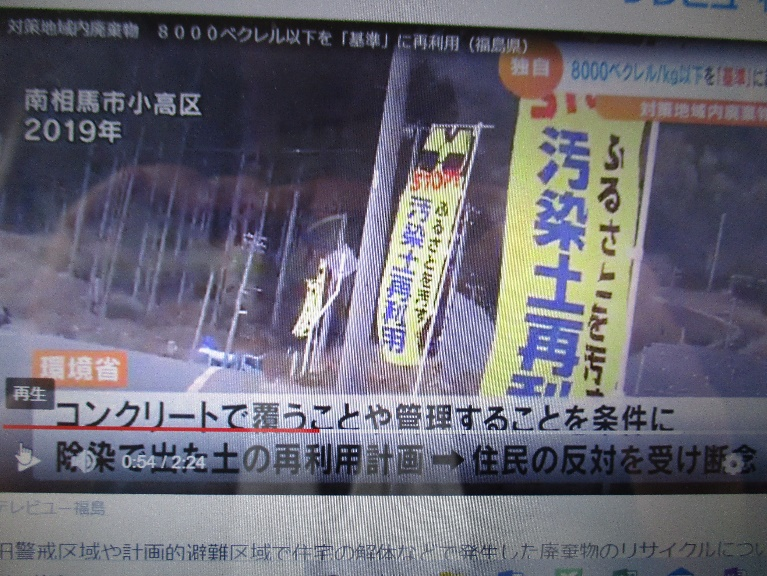 テレビュー
対策地域内廃棄物 8000ベクレル以下を「基準」に再利用（福島県）
独自
8000ベクレル/kg以下を「基準」に
対策地域内廃棄物
南相馬市小高区
2019年
STOP
汚染土再利用
ふるさとを汚すな
汚染土再利
ふるさとを汚
環境省
再生
コンクリートで覆うことや管理することを条件に
除染で出た土の再利用計画➡住民の反対を受け断念
0:54 / 2:24
テレビュー福島
旧警戒区域や計画的避難区域で住宅の解体などで発生した廃棄物のリサイクルについ